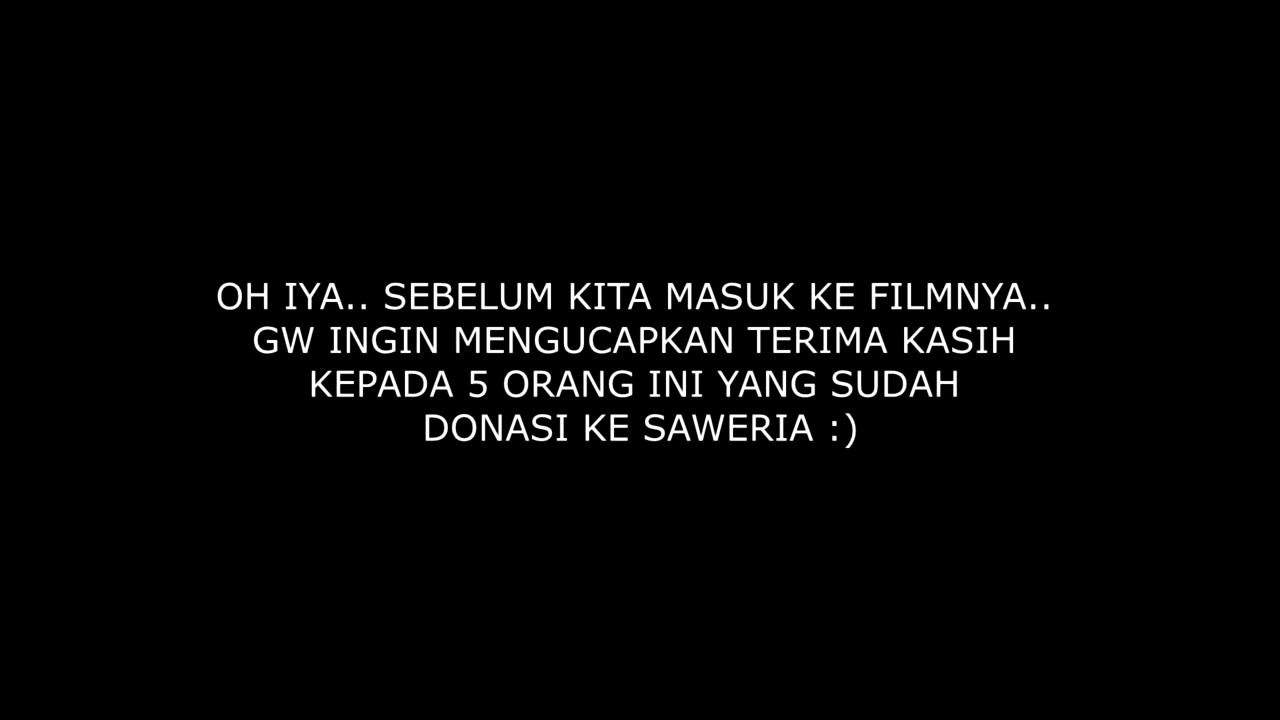 OH IYA.. SEBELUM KITA MASUK KE FILMNYA..
GW INGIN MENGUCAPKAN TERIMA KASIH
KEPADA 5 ORANG INI YANG SUDAH
DONASI KE SAWERIA :)